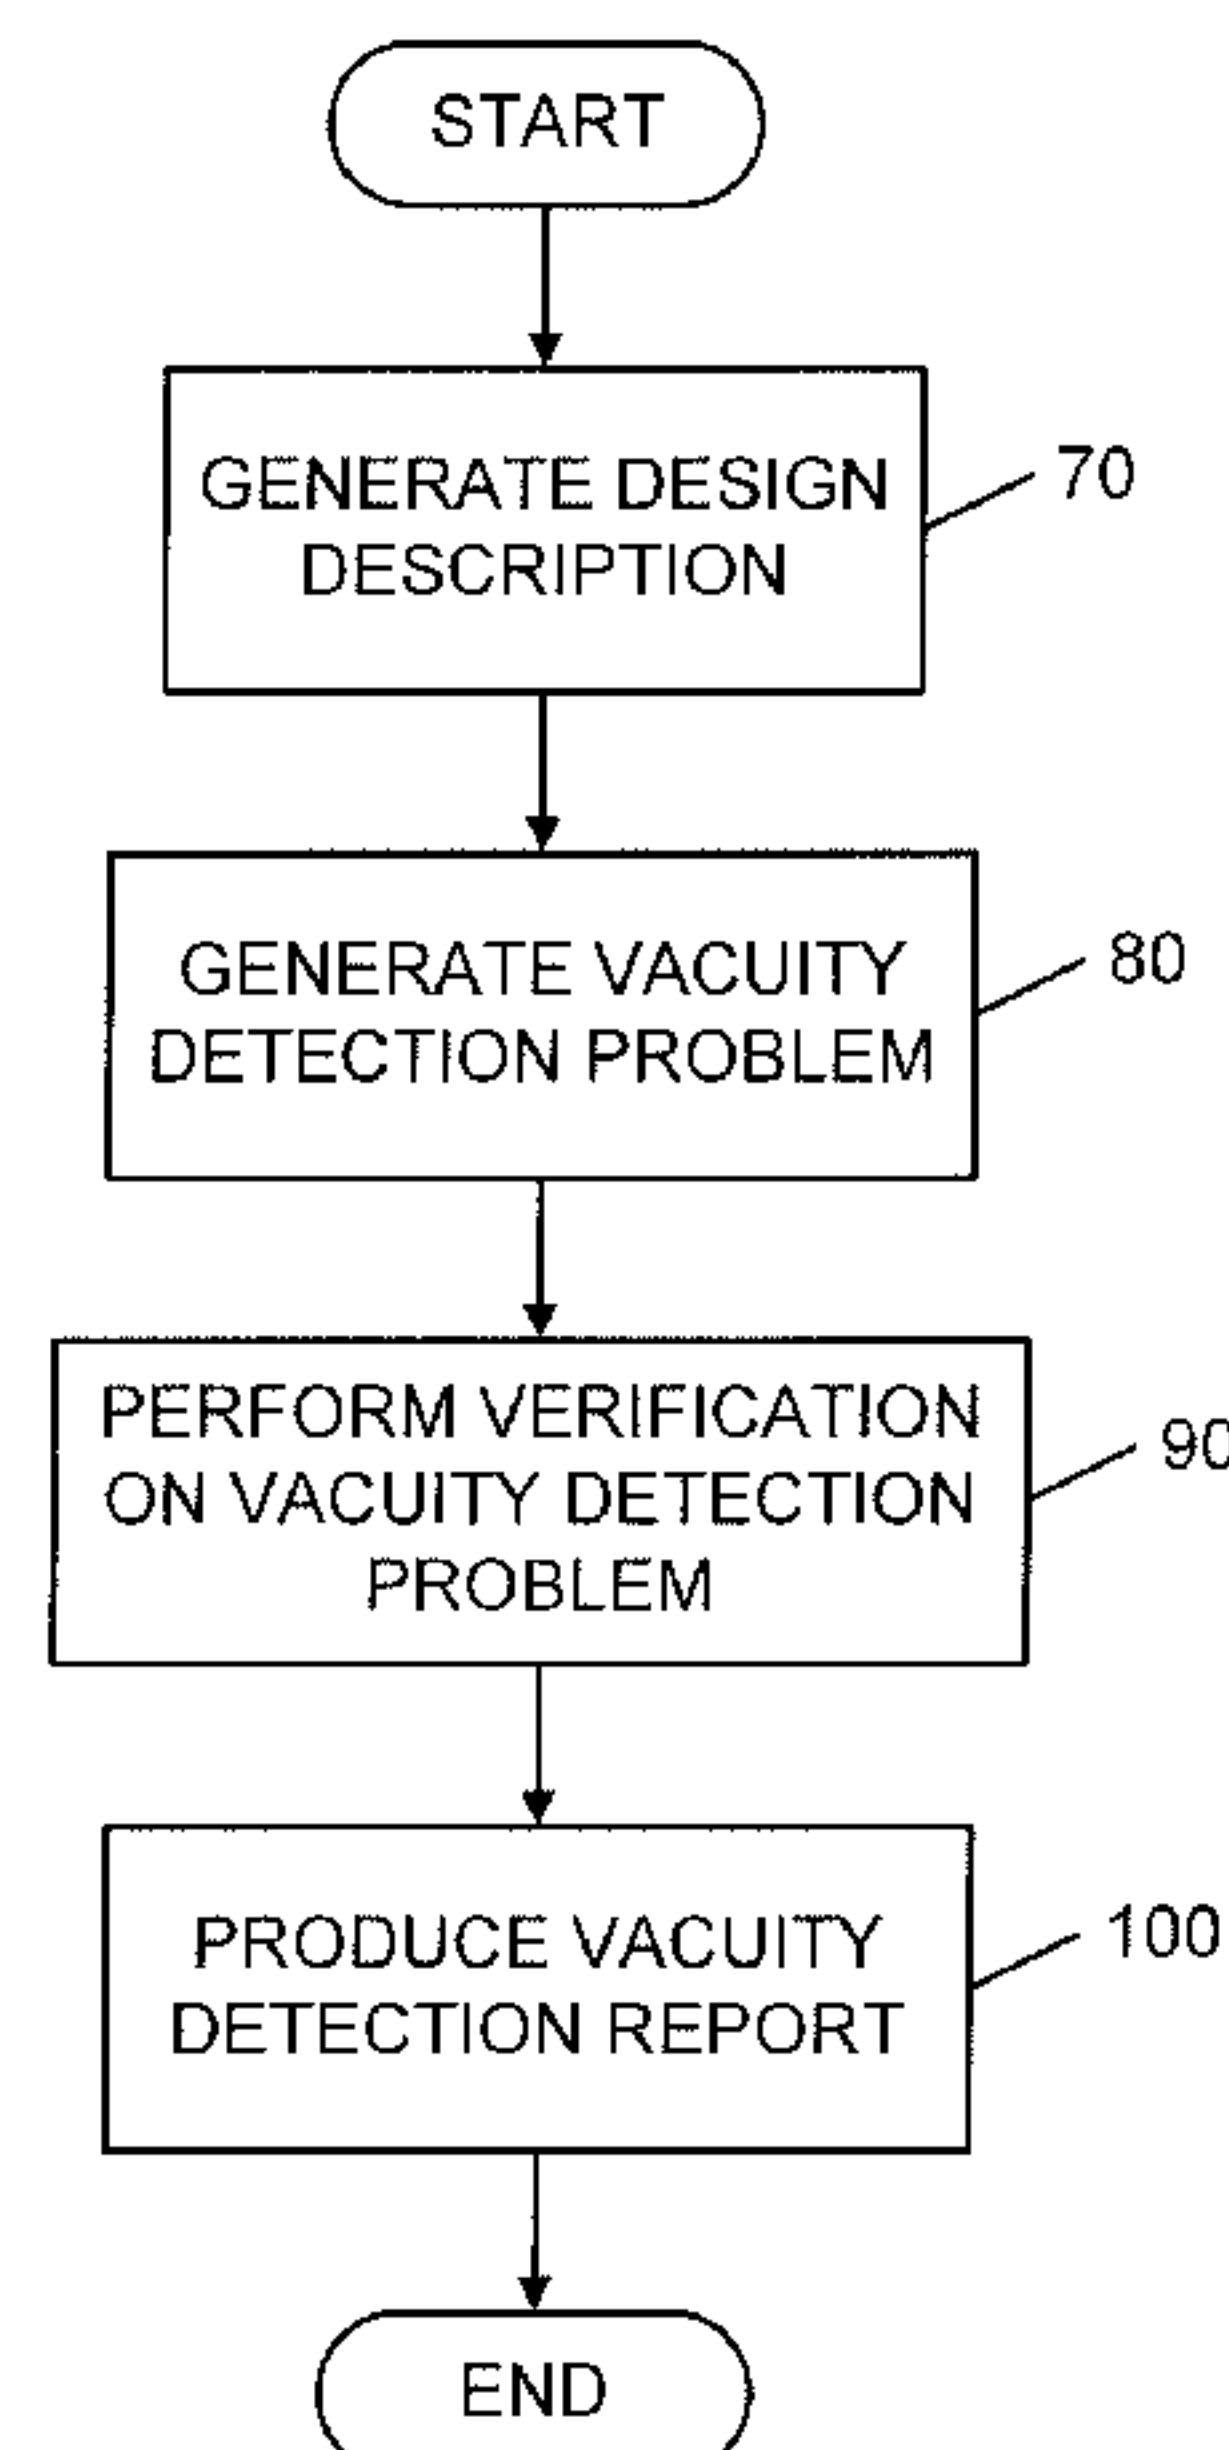 START
GENERATE DESIGN
DESCRIPTION
70
GENERATE VACUITY
DETECTION PROBLEM
80
PERFORM VERIFICATION
ON VACUITY DETECTION
PROBLEM
90
PRODUCE VACUITY
DETECTION REPORT
100
END